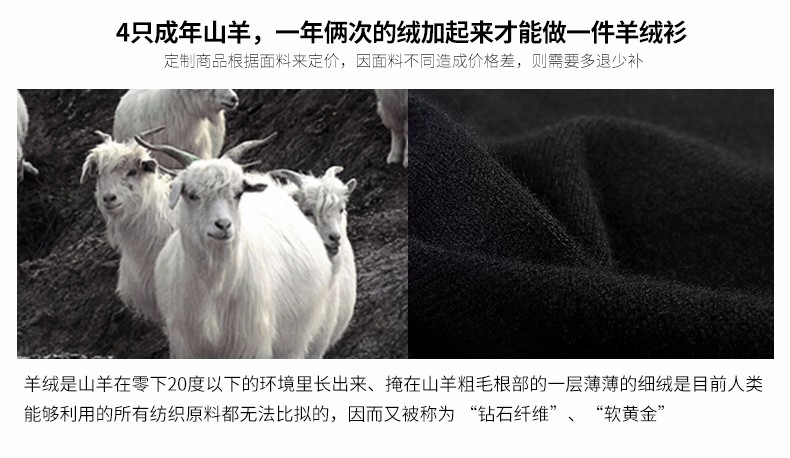 4只成年山羊，一年俩次的绒加起来才能做一件羊绒衫
定制商品根据面料来定价，因面料不同造成价格差，则需要多退少补
羊绒是山羊在零下20度以下的环境里长出来、掩在山羊粗毛根部的一层薄薄的细绒是目前人类
能够利用的所有纺织原料都无法比拟的，因而又被称为 “钻石纤维”、“软黄金”